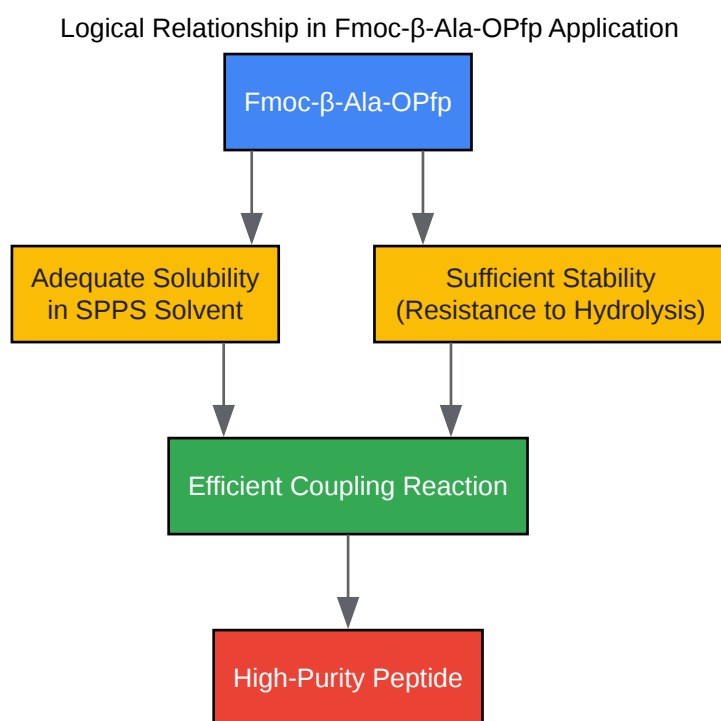 Logical Relationship in Fmoc-β-Ala-OPfp Application
Fmoc-β-Ala-OPfp
Adequate Solubility
in SPPS Solvent
Sufficient Stability
(Resistance to Hydrolysis)
Efficient Coupling Reaction
High-Purity Peptide